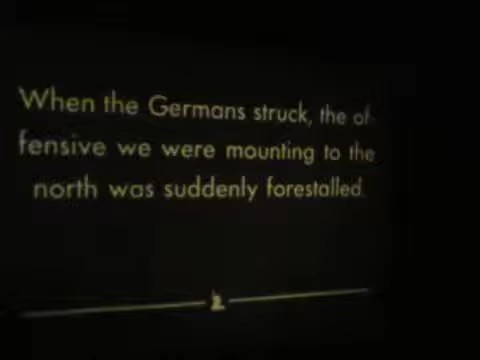 When the Germans struck, the of-
fensive we were mounting to the
north was suddenly forestalled.